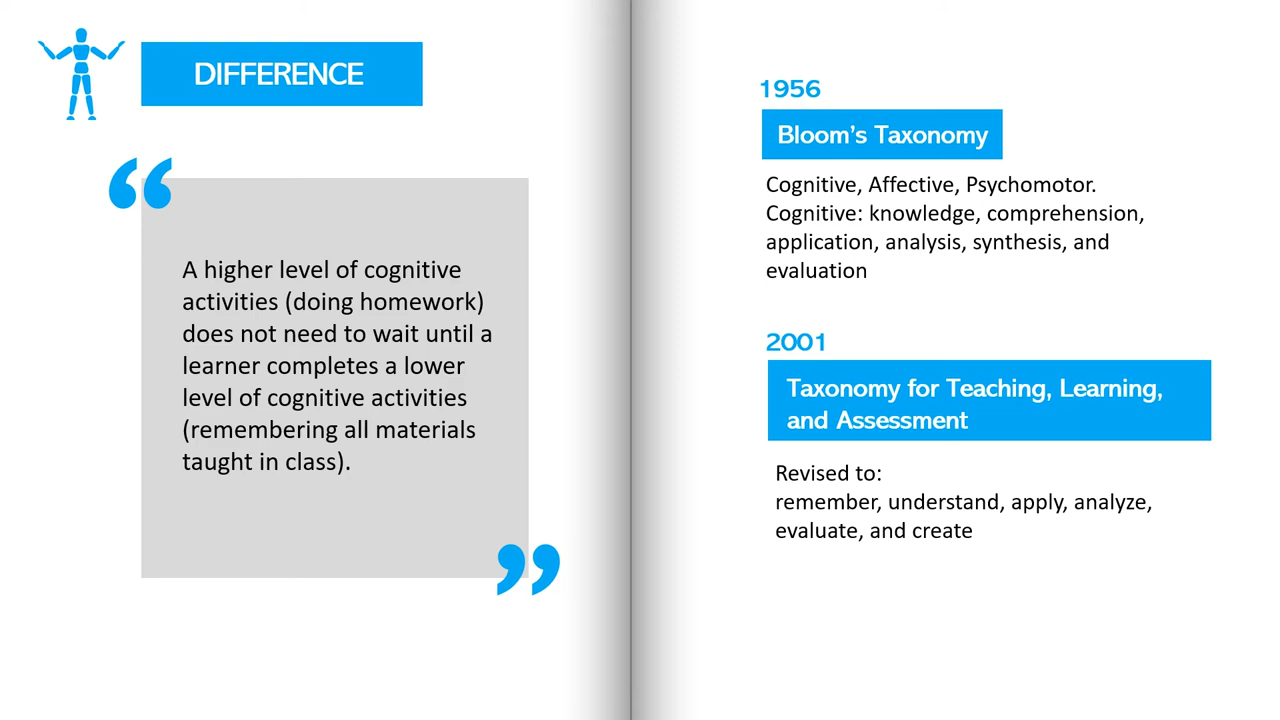 DIFFERENCE
“
A higher level of cognitive
activities (doing homework)
does not need to wait until a
learner completes a lower
level of cognitive activities
(remembering all materials
taught in class).
”
1956
Bloom’s Taxonomy
Cognitive, Affective, Psychomotor.
Cognitive: knowledge, comprehension,
application, analysis, synthesis, and
evaluation
2001
Taxonomy for Teaching, Learning,
and Assessment
Revised to:
remember, understand, apply, analyze,
evaluate, and create